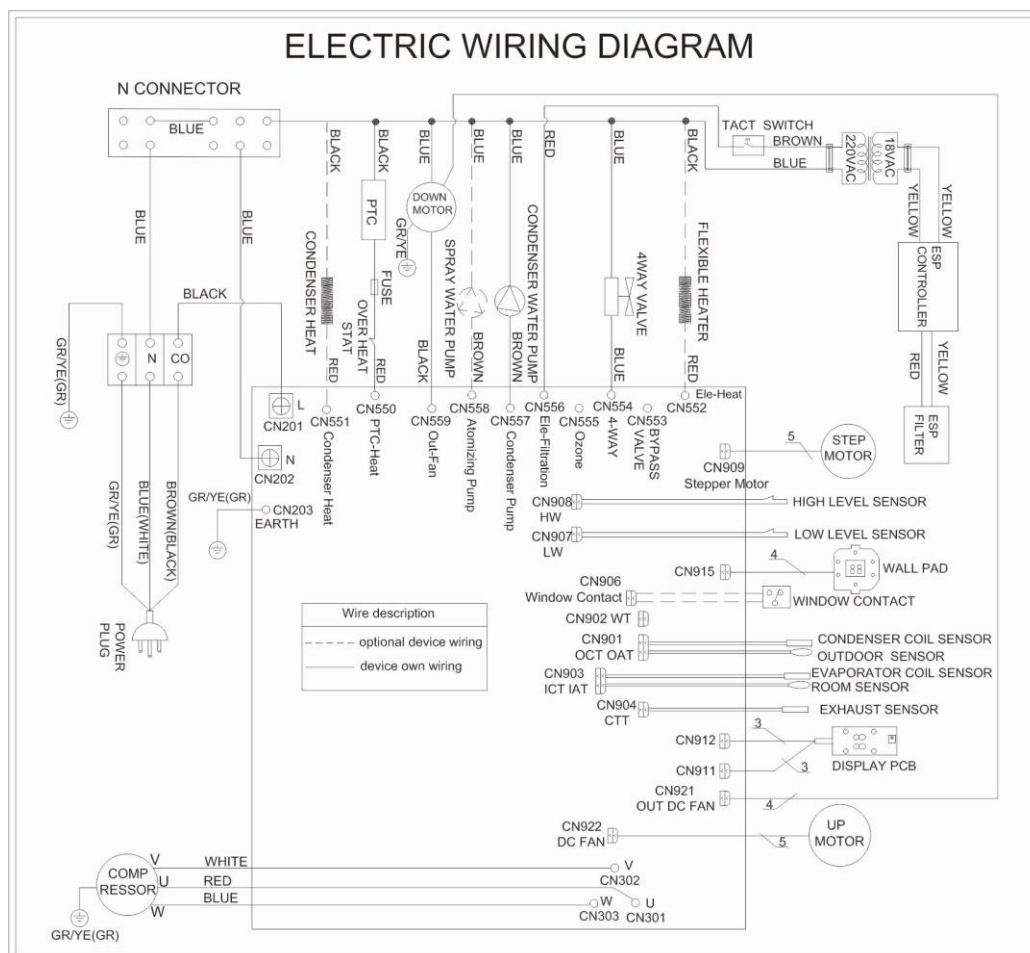 ELECTRIC WIRING DIAGRAM
N CONNECTOR
BLUE
BLACK
BLACK
BLUE
BLUE
RED
BLUE
BLACK
TACT SWITCH
BROWN
BLUE
220VAC
18VAC
YELLOW
YELLOW
BLUE
BLUE
PTC
DOWN
MOTOR
GR/YE
CONDENSER HEAT
FUSE
OVER HEAT
STAT
SPRAY WATER PUMP
CONDENSER WATER PUMP
4WAY VALVE
FLEXIBLE HEATER
ESP
CONTROLLER
BLACK
RED
YELLOW
ESP
FILTER
GR/YE(GR)
N
CO
RED
RED
BLACK
BROWN
BROWN
BLUE
RED
L
CN201
CN551
Condenser Heat
CN550
PTC-Heat
CN559
Out-Fan
CN558
Atomizing Pump
CN557
Condenser Pump
CN556
Ele-Filtration
CN555
Ozone
CN554
4-WAY
CN553
BYPASS
VALVE
CN552
Ele-Heat
N
CN202
GR/YE(GR)
CN203
EARTH
GR/YE(GR)
BLUE(WHITE)
BROWN(BLACK)
POWER
PLUG
CN909
Stepper Motor
5
STEP
MOTOR
CN908
HW
HIGH LEVEL SENSOR
CN907
LW
LOW LEVEL SENSOR
CN915
4
WALL PAD
CN906
Window Contact
WINDOW CONTACT
CN902 WT
CN901
OCT OAT
CONDENSER COIL SENSOR
OUTDOOR SENSOR
CN903
ICT IAT
EVAPORATOR COIL SENSOR
ROOM SENSOR
CN904
CTT
EXHAUST SENSOR
Wire description
optional device wiring
device own wiring
CN912
3
CN911
3
DISPLAY PCB
CN921
OUT DC FAN
4
CN922
DC FAN
5
UP
MOTOR
COMP
RESSOR
V
WHITE
V
CN302
U
RED
W
BLUE
W
CN303
U
CN301
GR/YE(GR)